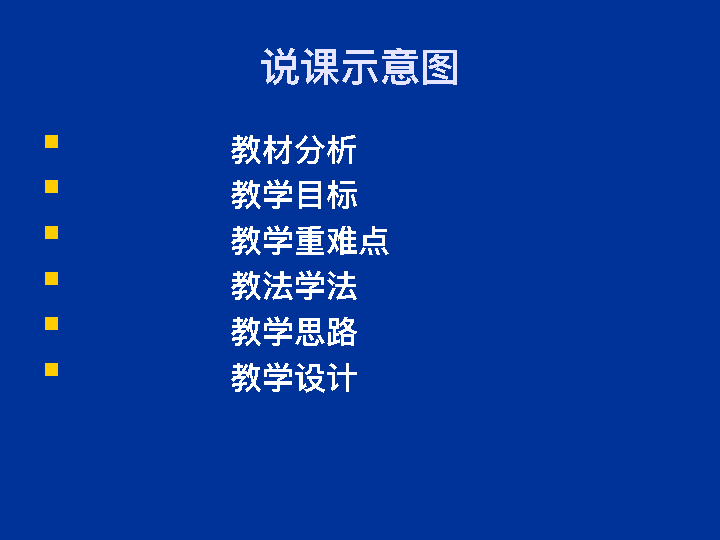 说课示意图
教材分析
教学目标
教学重难点
教法学法
教学思路
教学设计